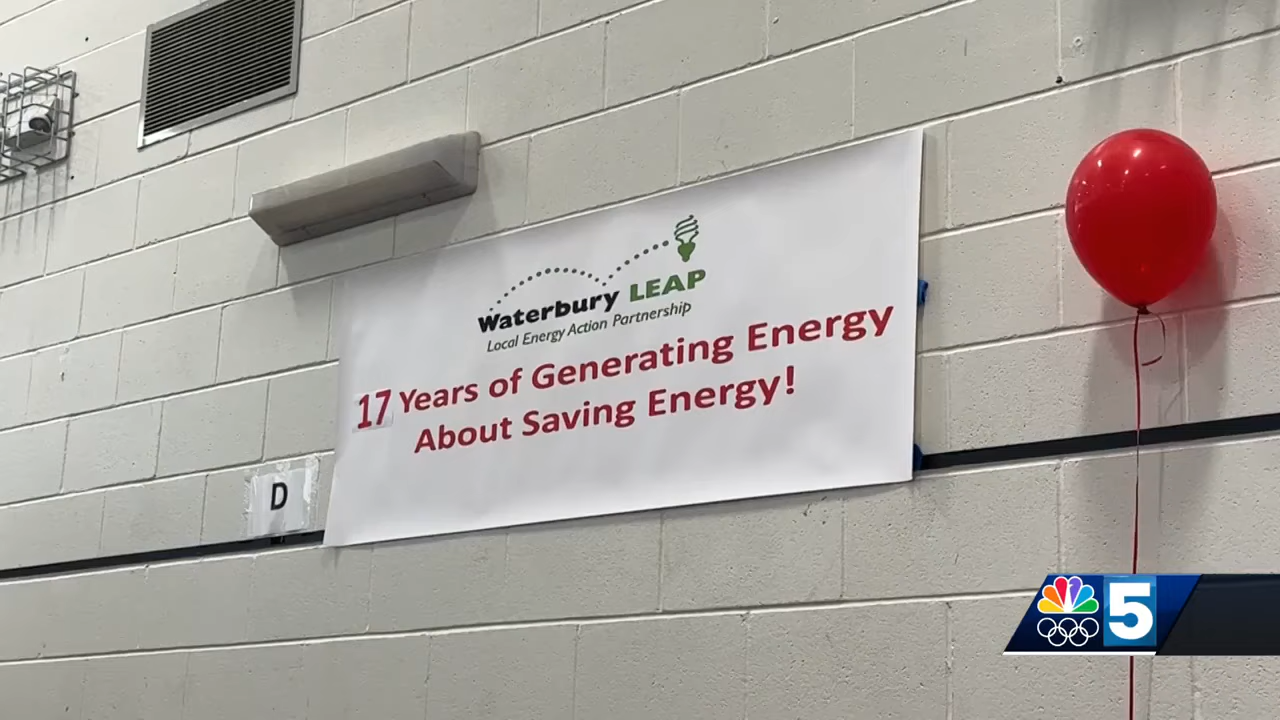 Waterbury LEAP
Local Energy Action Partnership
17 Years of Generating Energy
About Saving Energy!
D
5